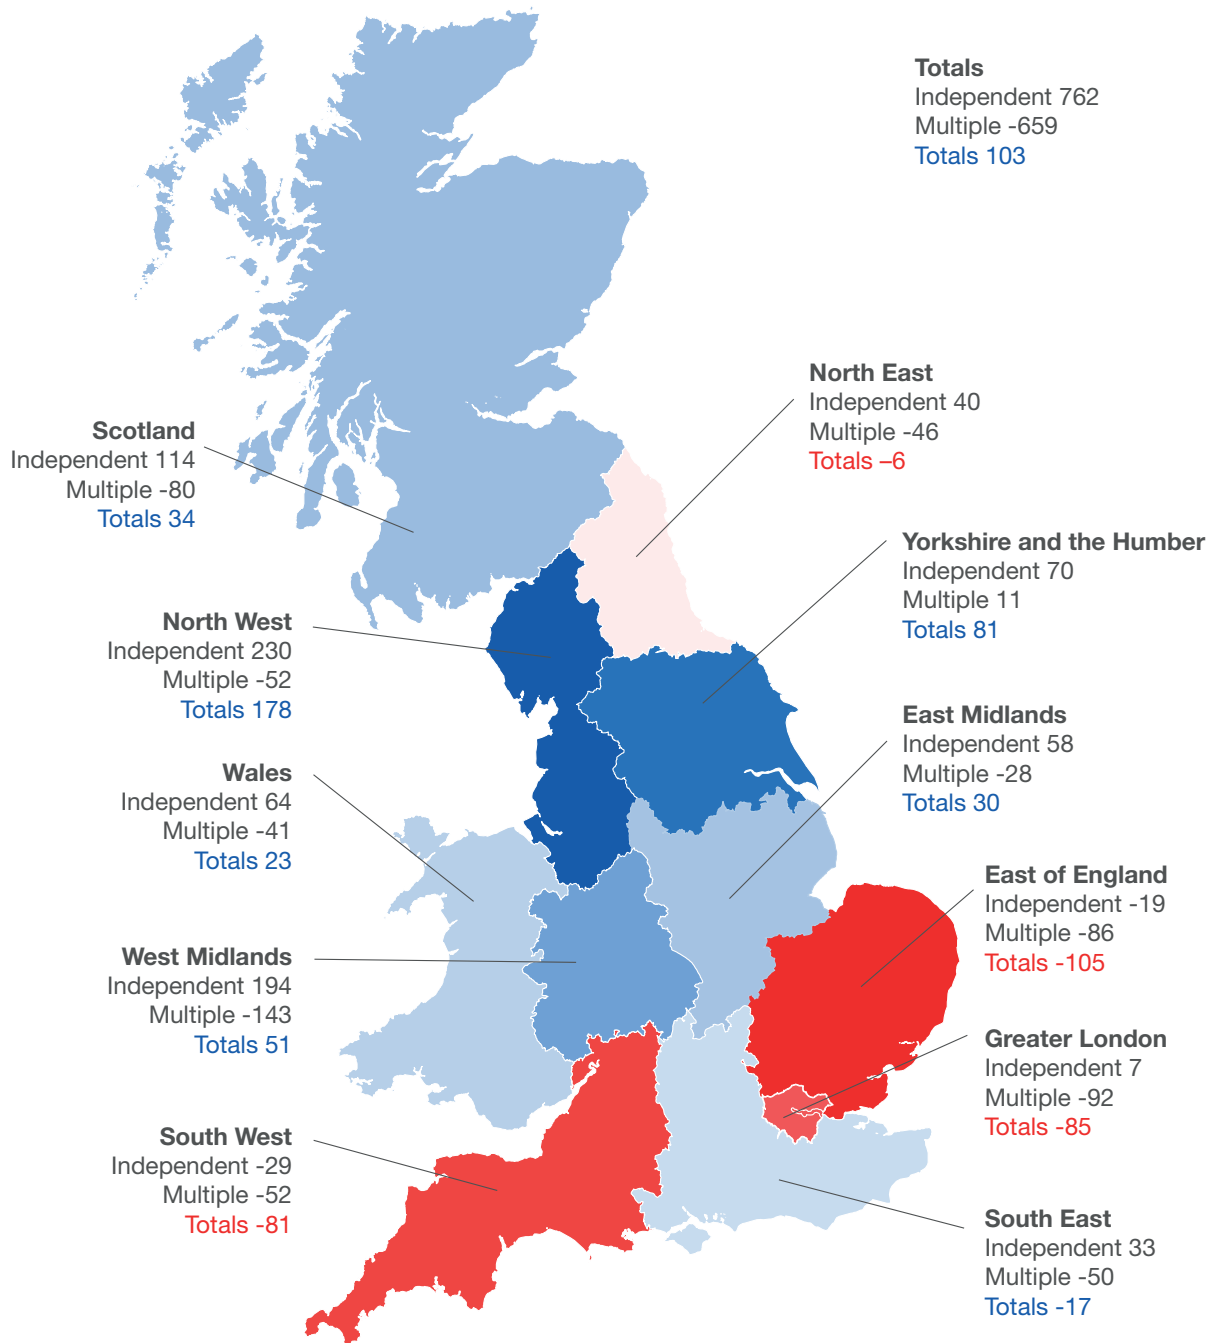 Totals
Independent 762
Multiple -659
Totals 103
North East
Independent 40
Multiple -46
Totals –6
Scotland
Independent 114
Multiple -80
Totals 34
Yorkshire and the Humber
Independent 70
Multiple 11
Totals 81
North West
Independent 230
Multiple -52
Totals 178
East Midlands
Independent 58
Multiple -28
Totals 30
Wales
Independent 64
Multiple -41
Totals 23
East of England
Independent -19
Multiple -86
Totals -105
West Midlands
Independent 194
Multiple -143
Totals 51
Greater London
Independent 7
Multiple -92
Totals -85
South West
Independent -29
Multiple -52
Totals -81
South East
Independent 33
Multiple -50
Totals -17